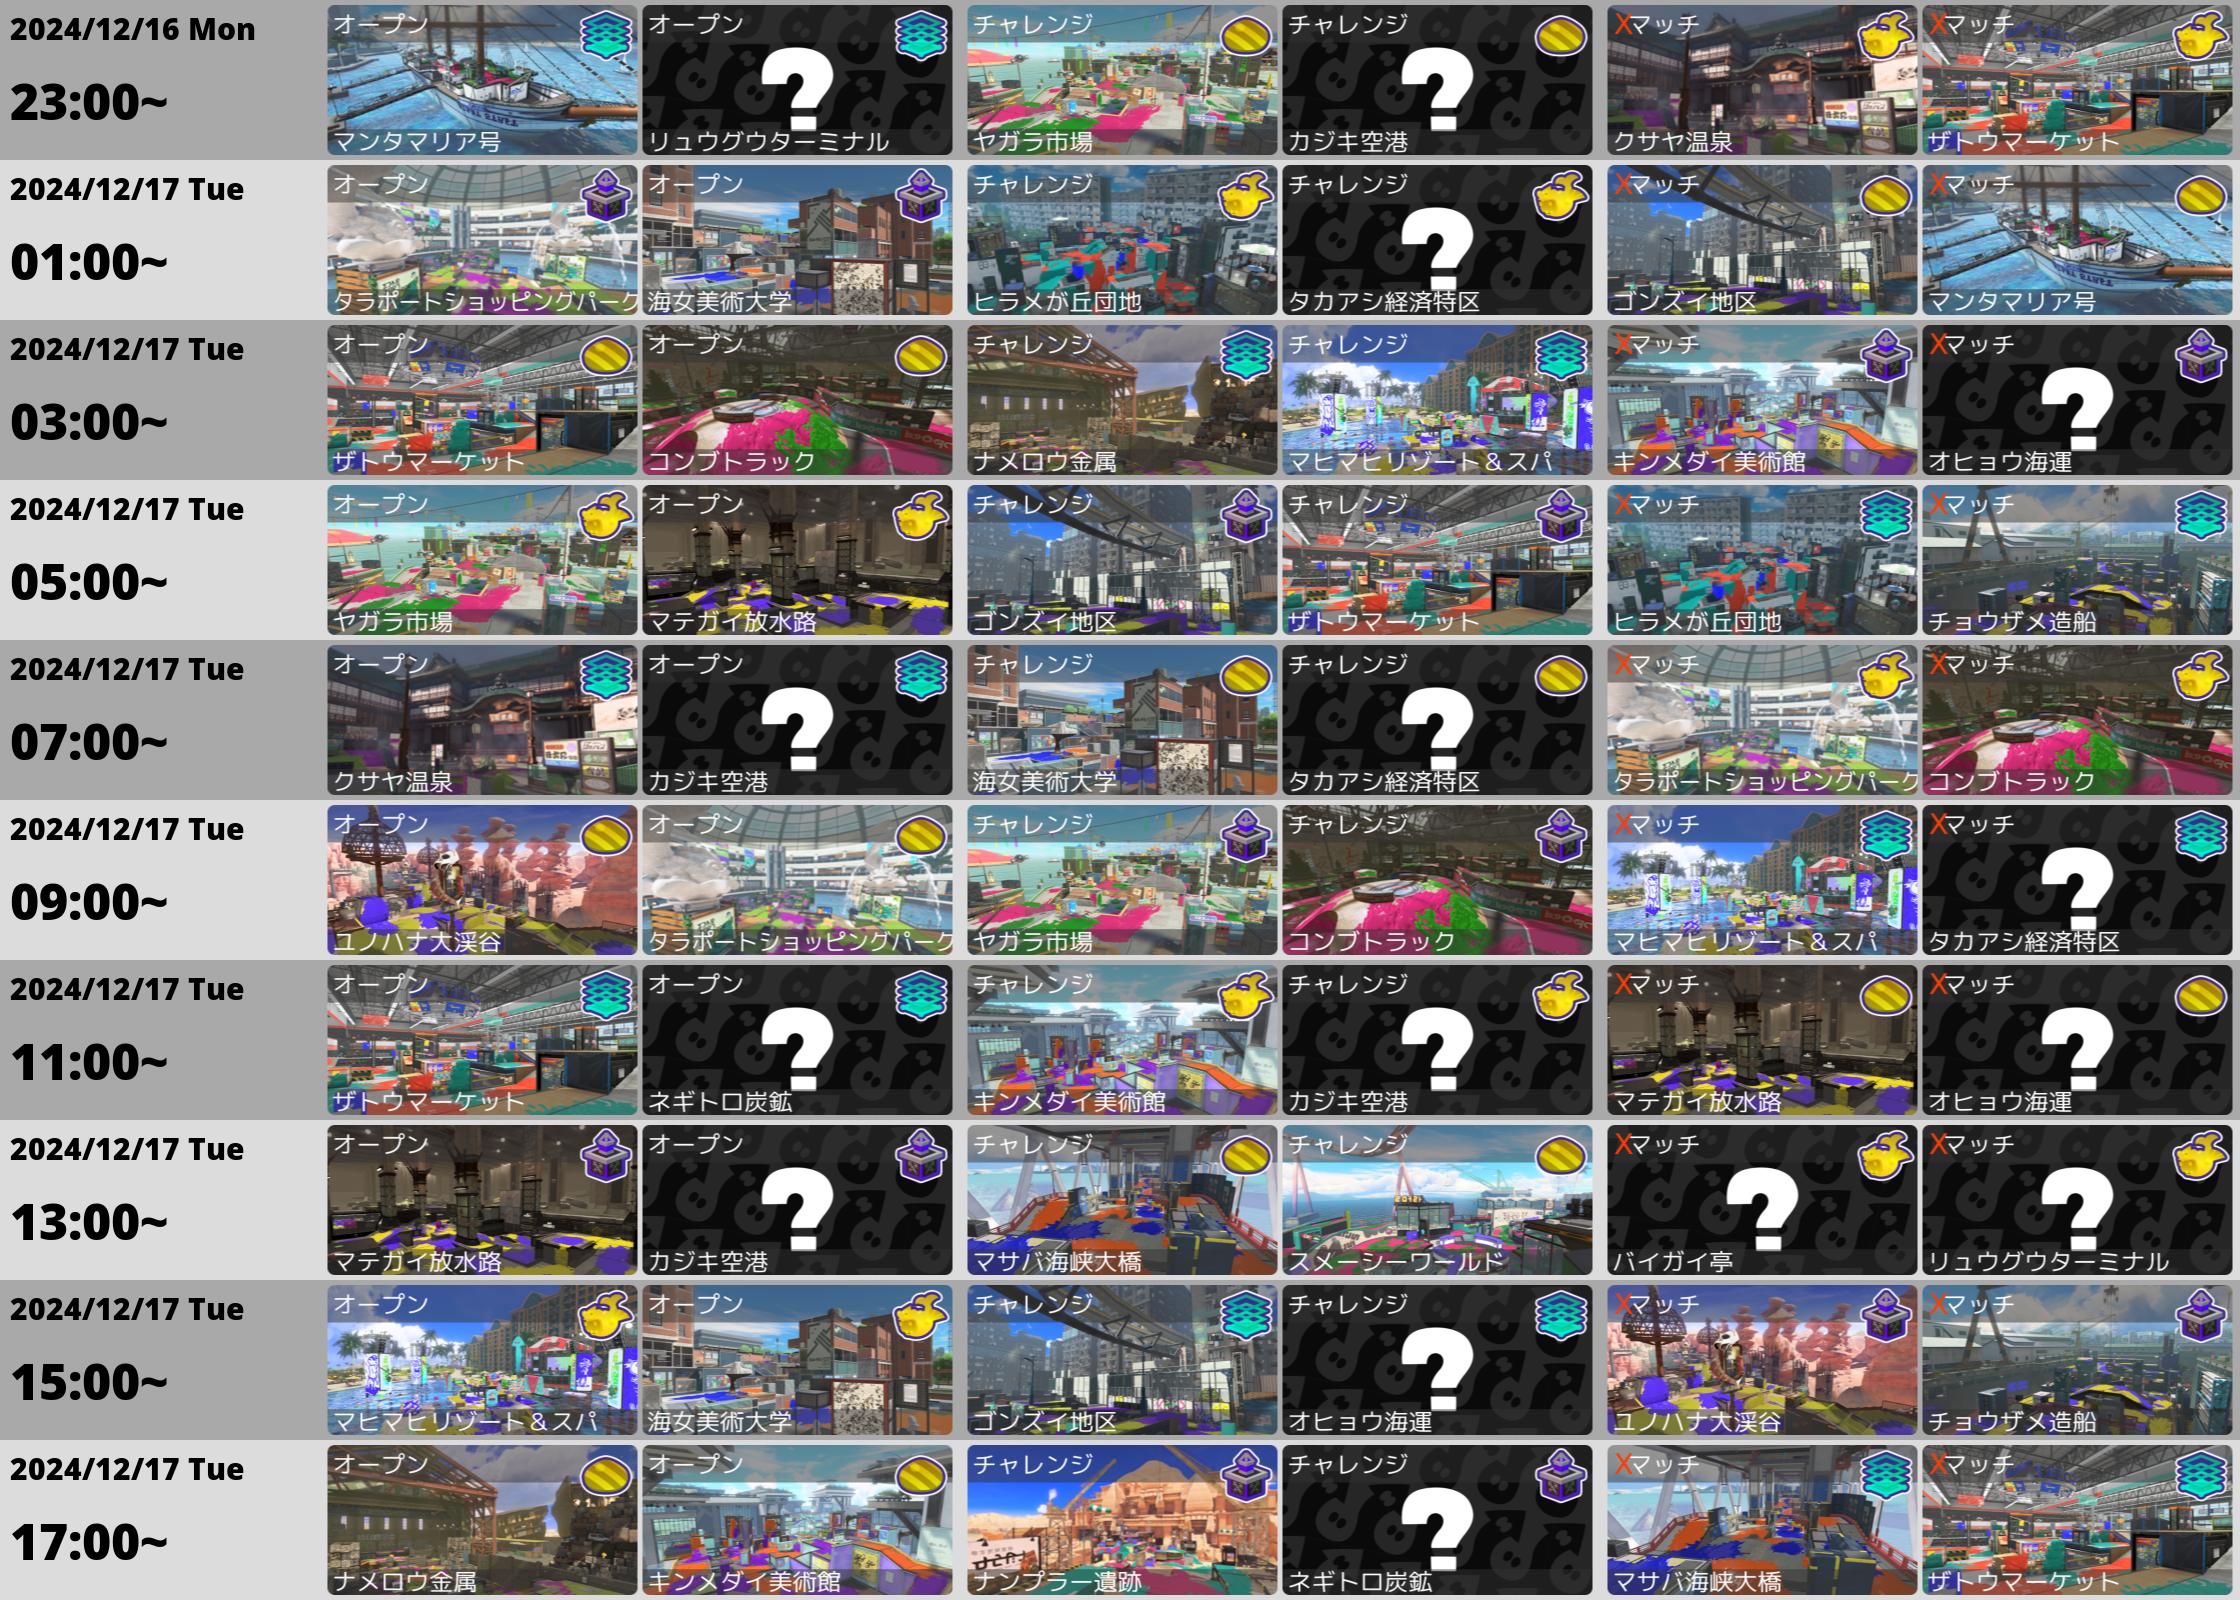 2024/12/16 Mon
23:00~
オープン
マンタマリア号
オープン
リュウグウターミナル
チャレンジ
ヤガラ市場
チャレンジ
カジキ空港
Xマッチ
クサヤ温泉
Xマッチ
ザトウマーケット
2024/12/17 Tue
01:00~
オープン
タラポートショッピングパーク
オープン
海女美術大学
チャレンジ
ヒラメが丘団地
チャレンジ
タカアシ経済特区
Xマッチ
ゴンズイ地区
Xマッチ
マンタマリア号
2024/12/17 Tue
03:00~
オープン
ザトウマーケット
オープン
コンブトラック
チャレンジ
ナメロウ金属
チャレンジ
マヒマヒリゾート＆スパ
Xマッチ
キンメダイ美術館
Xマッチ
オヒョウ海運
2024/12/17 Tue
05:00~
オープン
ヤガラ市場
オープン
マテガイ放水路
チャレンジ
ゴンズイ地区
チャレンジ
ザトウマーケット
Xマッチ
ヒラメが丘団地
Xマッチ
チョウザメ造船
2024/12/17 Tue
07:00~
オープン
クサヤ温泉
オープン
カジキ空港
チャレンジ
海女美術大学
チャレンジ
タカアシ経済特区
Xマッチ
タラポートショッピングパーク
Xマッチ
コンブトラック
2024/12/17 Tue
09:00~
オープン
ユノハナ大渓谷
オープン
タラポートショッピングパーク
チャレンジ
ヤガラ市場
チャレンジ
コンブトラック
Xマッチ
マヒマヒリゾート＆スパ
Xマッチ
タカアシ経済特区
2024/12/17 Tue
11:00~
オープン
ザトウマーケット
オープン
ネギトロ炭鉱
チャレンジ
キンメダイ美術館
チャレンジ
カジキ空港
Xマッチ
マテガイ放水路
Xマッチ
オヒョウ海運
2024/12/17 Tue
13:00~
オープン
マテガイ放水路
オープン
カジキ空港
チャレンジ
マサバ海峡大橋
チャレンジ
スメーシーワールド
Xマッチ
バイガイ亭
Xマッチ
リュウグウターミナル
2024/12/17 Tue
15:00~
オープン
マヒマヒリゾート＆スパ
オープン
海女美術大学
チャレンジ
ゴンズイ地区
チャレンジ
オヒョウ海運
Xマッチ
ユノハナ大渓谷
Xマッチ
チョウザメ造船
2024/12/17 Tue
17:00~
オープン
ナメロウ金属
オープン
キンメダイ美術館
チャレンジ
ナンプラー遺跡
チャレンジ
ネギトロ炭鉱
Xマッチ
マサバ海峡大橋
Xマッチ
ザトウマーケット